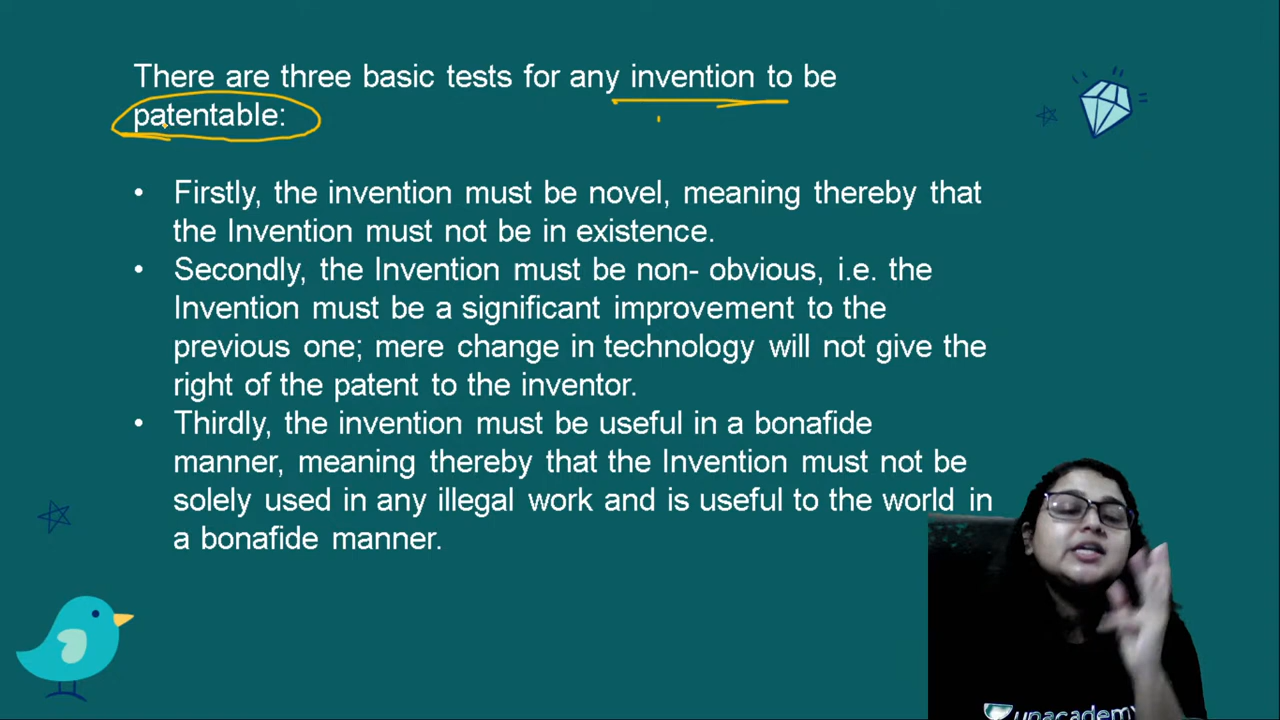 There are three basic tests for any invention to be
patentable:
• Firstly, the invention must be novel, meaning thereby that
the Invention must not be in existence.
• Secondly, the Invention must be non- obvious, i.e. the
Invention must be a significant improvement to the
previous one; mere change in technology will not give the
right of the patent to the inventor.
• Thirdly, the invention must be useful in a bonafide
manner, meaning thereby that the Invention must not be
solely used in any illegal work and is useful to the world in
a bonafide manner.
unacademy